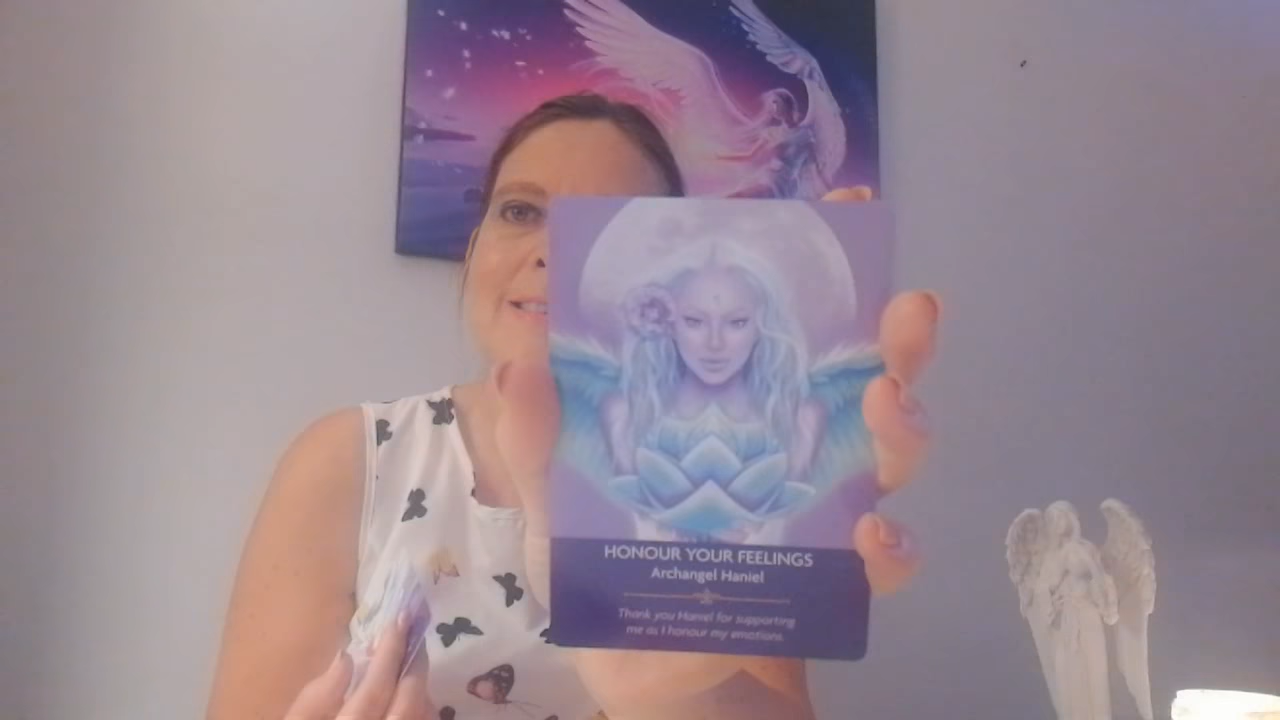 HONOUR YOUR FEELINGS
Archangel Haniel
Thank you Haniel for supporting
me as I honour my emotions.